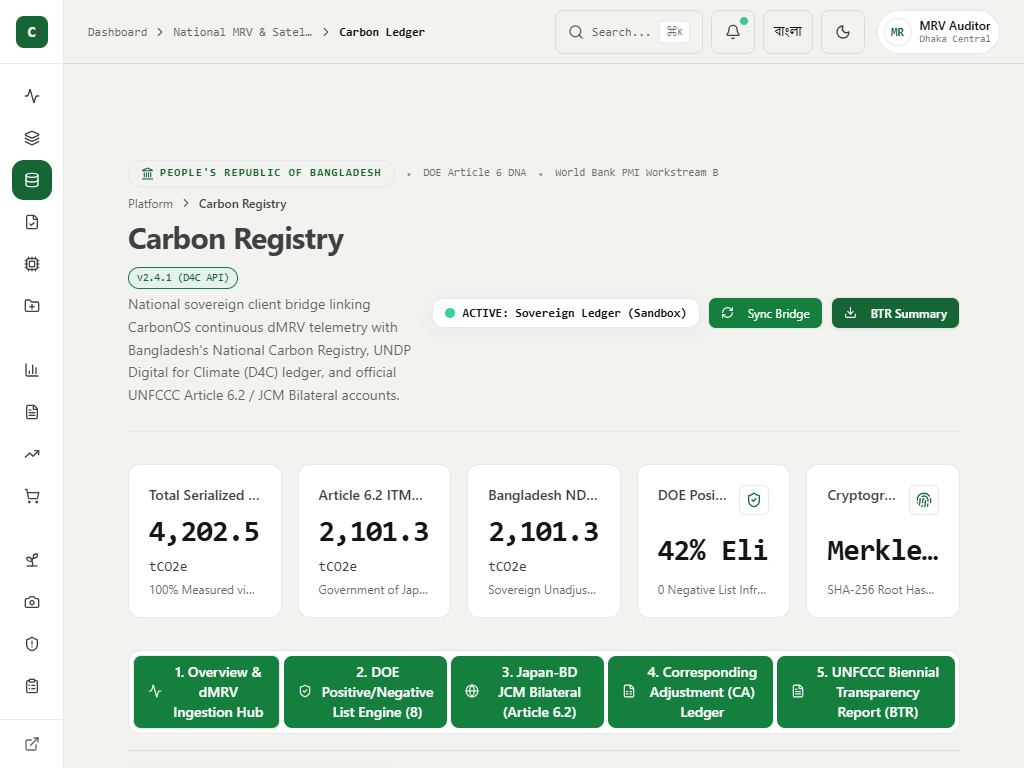 C
Dashboard > National MRV & Satel… > Carbon Ledger
Search... ⌘K
বাংলা
MR
MRV Auditor
Dhaka Central
PEOPLE'S REPUBLIC OF BANGLADESH • DOE Article 6 DNA • World Bank PMI Workstream B
Platform > Carbon Registry
Carbon Registry
v2.4.1 (D4C API)
National sovereign client bridge linking
CarbonOS continuous dMRV telemetry with
Bangladesh's National Carbon Registry, UNDP
Digital for Climate (D4C) ledger, and official
UNFCCC Article 6.2 / JCM Bilateral accounts.
ACTIVE: Sovereign Ledger (Sandbox)
Sync Bridge
BTR Summary
Total Serialized ...
4,202.5
tCO2e
100% Measured vi...
Article 6.2 ITM...
2,101.3
tCO2e
Government of Jap...
Bangladesh ND...
2,101.3
tCO2e
Sovereign Unadjus...
DOE Posi...
42% Eli
0 Negative List Infr...
Cryptogr...
Merkle…
SHA-256 Root Has...
1. Overview &
dMRV
Ingestion Hub
2. DOE
Positive/Negative
List Engine (8)
3. Japan-BD
JCM Bilateral
(Article 6.2)
4. Corresponding
Adjustment (CA)
Ledger
5. UNFCCC Biennial
Transparency
Report (BTR)